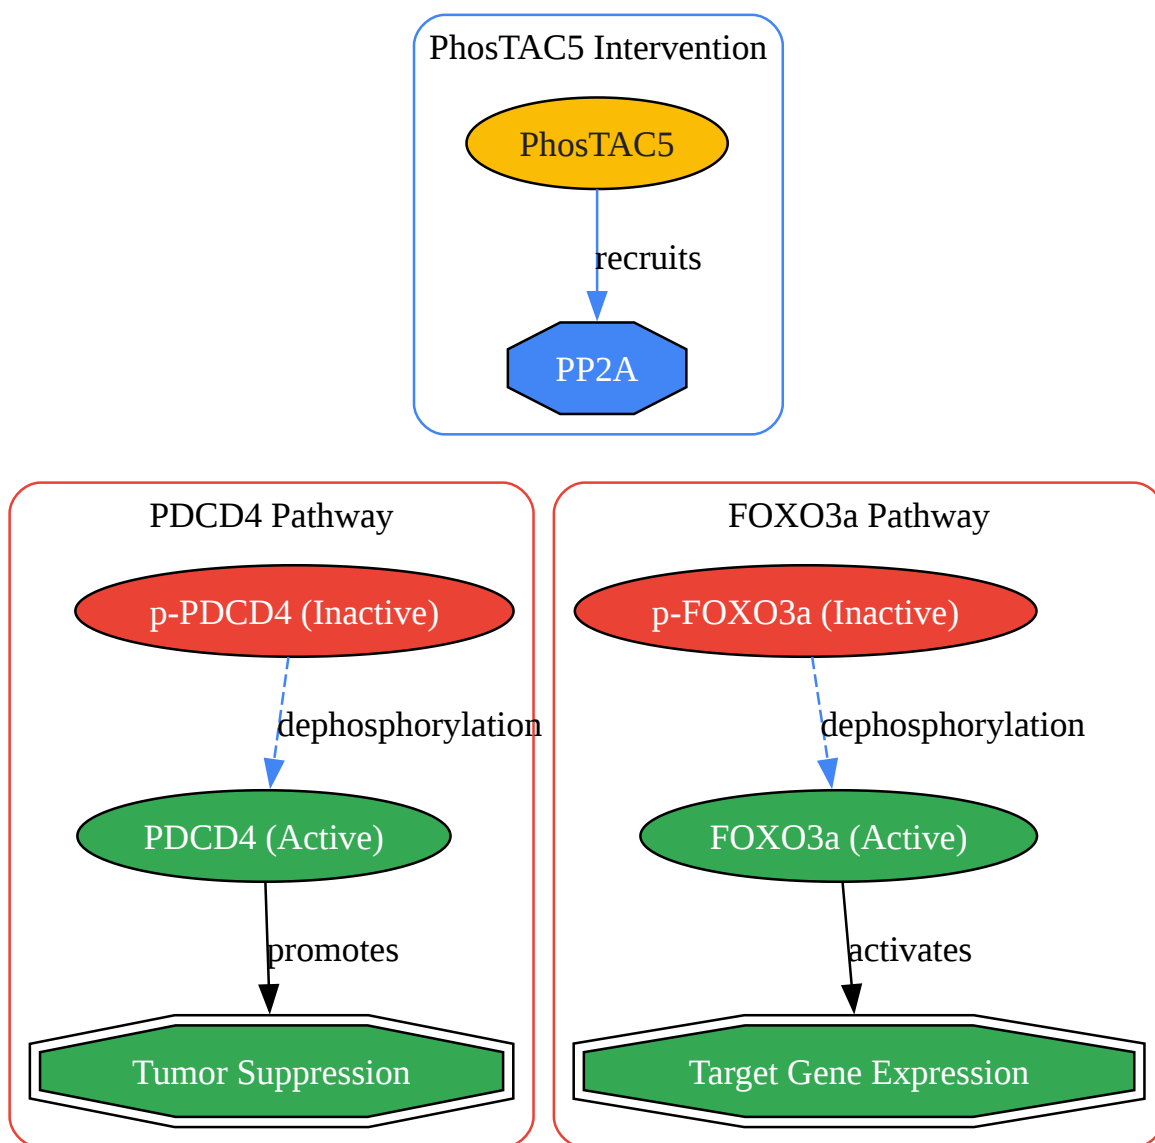 PhosTAC5 Intervention
PhosTAC5
recruits
PP2A
PDCD4 Pathway
p-PDCD4 (Inactive)
dephosphorylation
PDCD4 (Active)
promotes
Tumor Suppression
FOXO3a Pathway
p-FOXO3a (Inactive)
dephosphorylation
FOXO3a (Active)
activates
Target Gene Expression